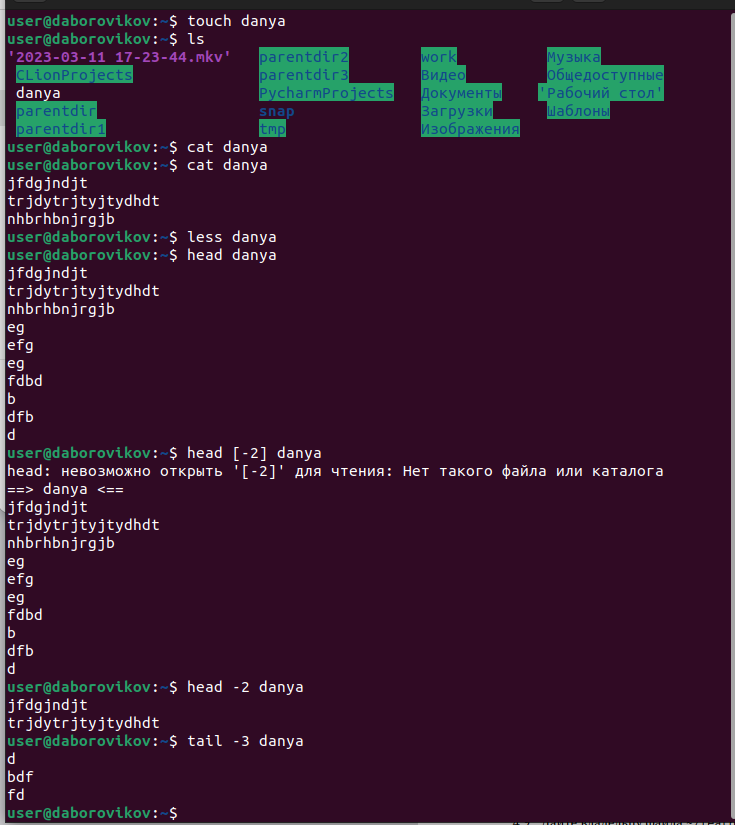 user@daborovikov:~$ touch danya
user@daborovikov:~$ ls
'2023-03-11 17-23-44.mkv'   parentdir2   work   Музыка
CLionProjects   parentdir3   Видео   Общедоступные
danya   PycharmProjects   Документы   'Рабочий стол'
parentdir   snap   Загрузки   Шаблоны
parentdir1   tmp   Изображения
user@daborovikov:~$ cat danya
user@daborovikov:~$ cat danya
jfdgjndjt
trjdytrjtyjtydhdt
nhbrhbnjrgjb
user@daborovikov:~$ less danya
user@daborovikov:~$ head danya
jfdgjndjt
trjdytrjtyjtydhdt
nhbrhbnjrgjb
eg
efg
eg
fdbd
b
dfb
d
user@daborovikov:~$ head [-2] danya
head: невозможно открыть '[-2]' для чтения: Нет такого файла или каталога
==> danya <==
jfdgjndjt
trjdytrjtyjtydhdt
nhbrhbnjrgjb
eg
efg
eg
fdbd
b
dfb
d
user@daborovikov:~$ head -2 danya
jfdgjndjt
trjdytrjtyjtydhdt
user@daborovikov:~$ tail -3 danya
d
bdf
fd
user@daborovikov:~$